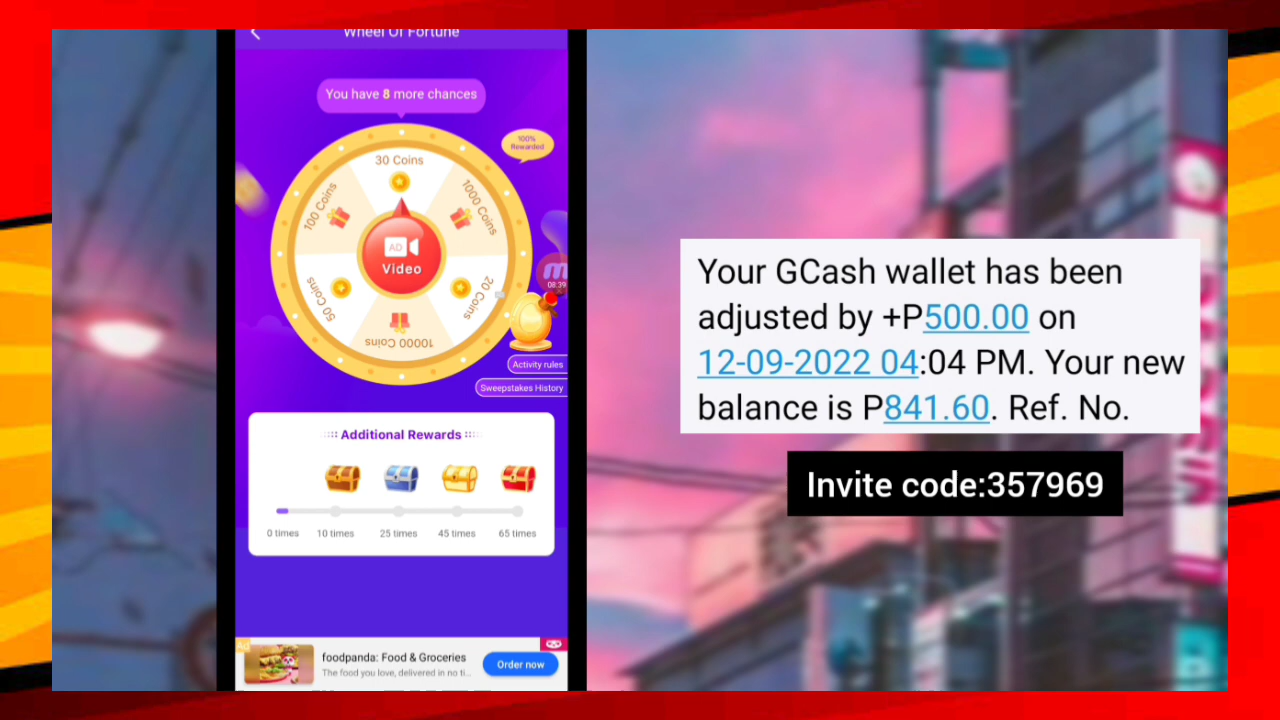 Wheel Of Fortune
You have 8 more chances
100%
Rewarded
30 Coins
1000 Coins
20 Coins
10000 Coins
50 Coins
100 Coins
AD
Video
08:39
Activity rules
Sweepstakes History
Additional Rewards
0 times
10 times
25 times
45 times
65 times
Ad
foodpanda: Food & Groceries
The food you love, delivered in no ti...
Order now
Your GCash wallet has been
adjusted by +P500.00 on
12-09-2022 04:04 PM. Your new
balance is P841.60. Ref. No.
Invite code:357969